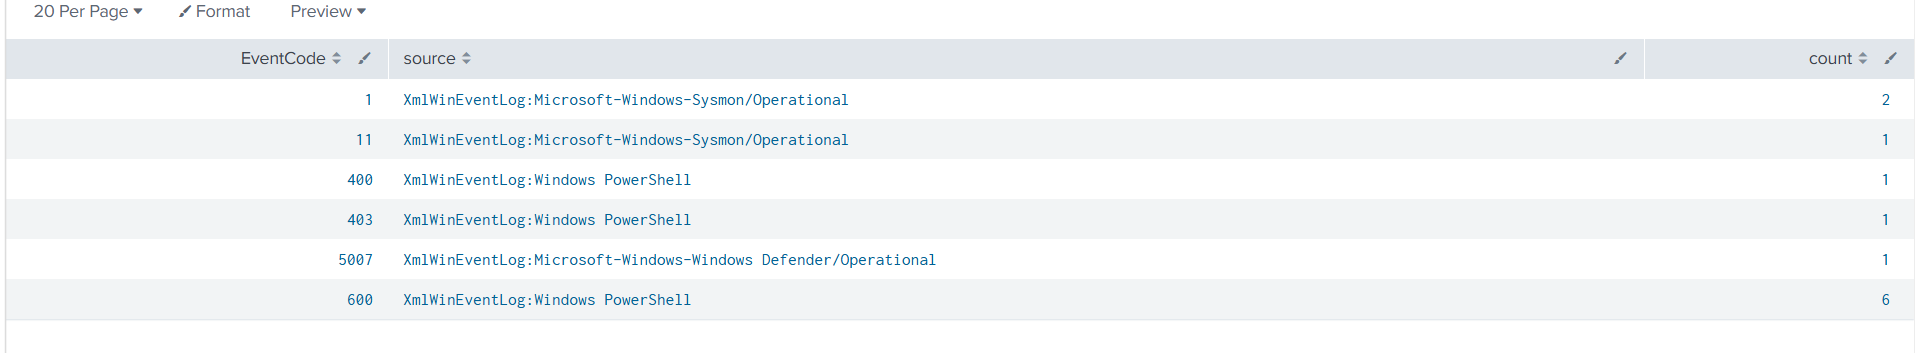 20 Per Page Format Preview
EventCode source count
1 XmlWinEventLog:Microsoft-Windows-Sysmon/Operational 2
11 XmlWinEventLog:Microsoft-Windows-Sysmon/Operational 1
400 XmlWinEventLog:Windows PowerShell 1
403 XmlWinEventLog:Windows PowerShell 1
5007 XmlWinEventLog:Microsoft-Windows-Windows Defender/Operational 1
600 XmlWinEventLog:Windows PowerShell 6